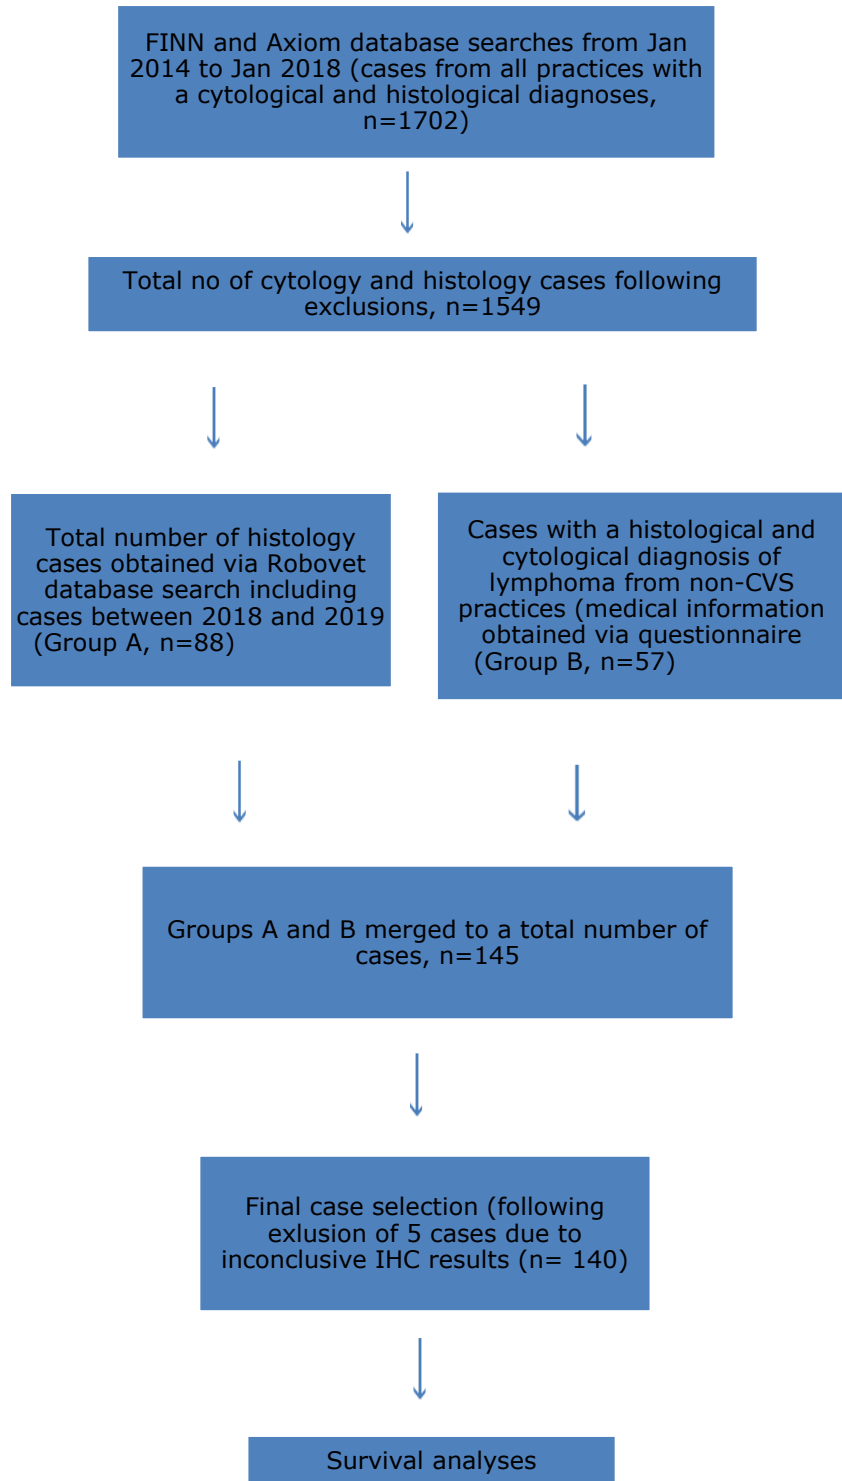 FINN and Axiom database searches from Jan
2014 to Jan 2018 (cases from all practices with
a cytological and histological diagnoses,
n=1702)
Total no of cytology and histology cases following
exclusions, n=1549
Total number of histology
cases obtained via Robovet
database search including
cases between 2018 and 2019
(Group A, n=88)
Cases with a histological and
cytological diagnosis of
lymphoma from non-CVS
practices (medical information
obtained via questionnaire
(Group B, n=57)
Groups A and B merged to a total number of
cases, n=145
Final case selection (following
exlusion of 5 cases due to
inconclusive IHC results (n= 140)
Survival analyses